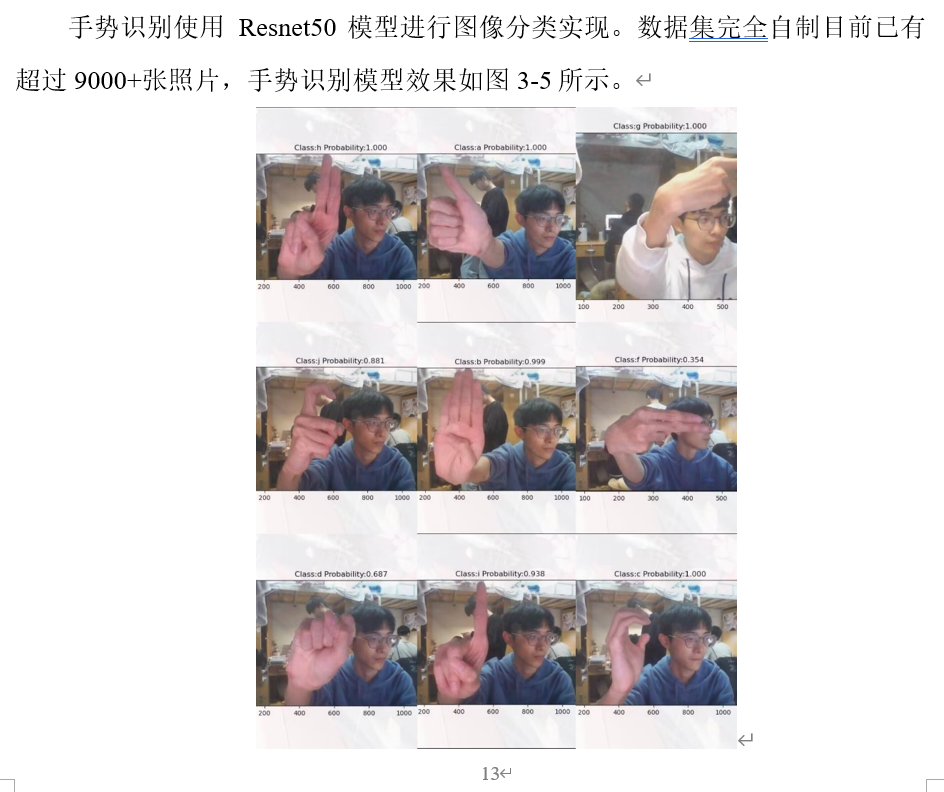 手势识别使用 Resnet50 模型进行图像分类实现。数据集完全自制目前已有
超过 9000+张照片，手势识别模型效果如图 3-5 所示。
Class:h Probability:1.000
Class:a Probability:1.000
Class:g Probability:1.000
200 400 600 800 1000
200 400 600 800 1000
100 200 300 400 500
Class:j Probability:0.881
Class:b Probability:0.999
Class:f Probability:0.354
200 400 600 800 1000
200 400 600 800 1000
100 200 300 400 500
Class:d Probability:0.687
Class:i Probability:0.938
Class:c Probability:1.000
200 400 600 800 1000
200 400 600 800 1000
200 400 600 800 1000
13